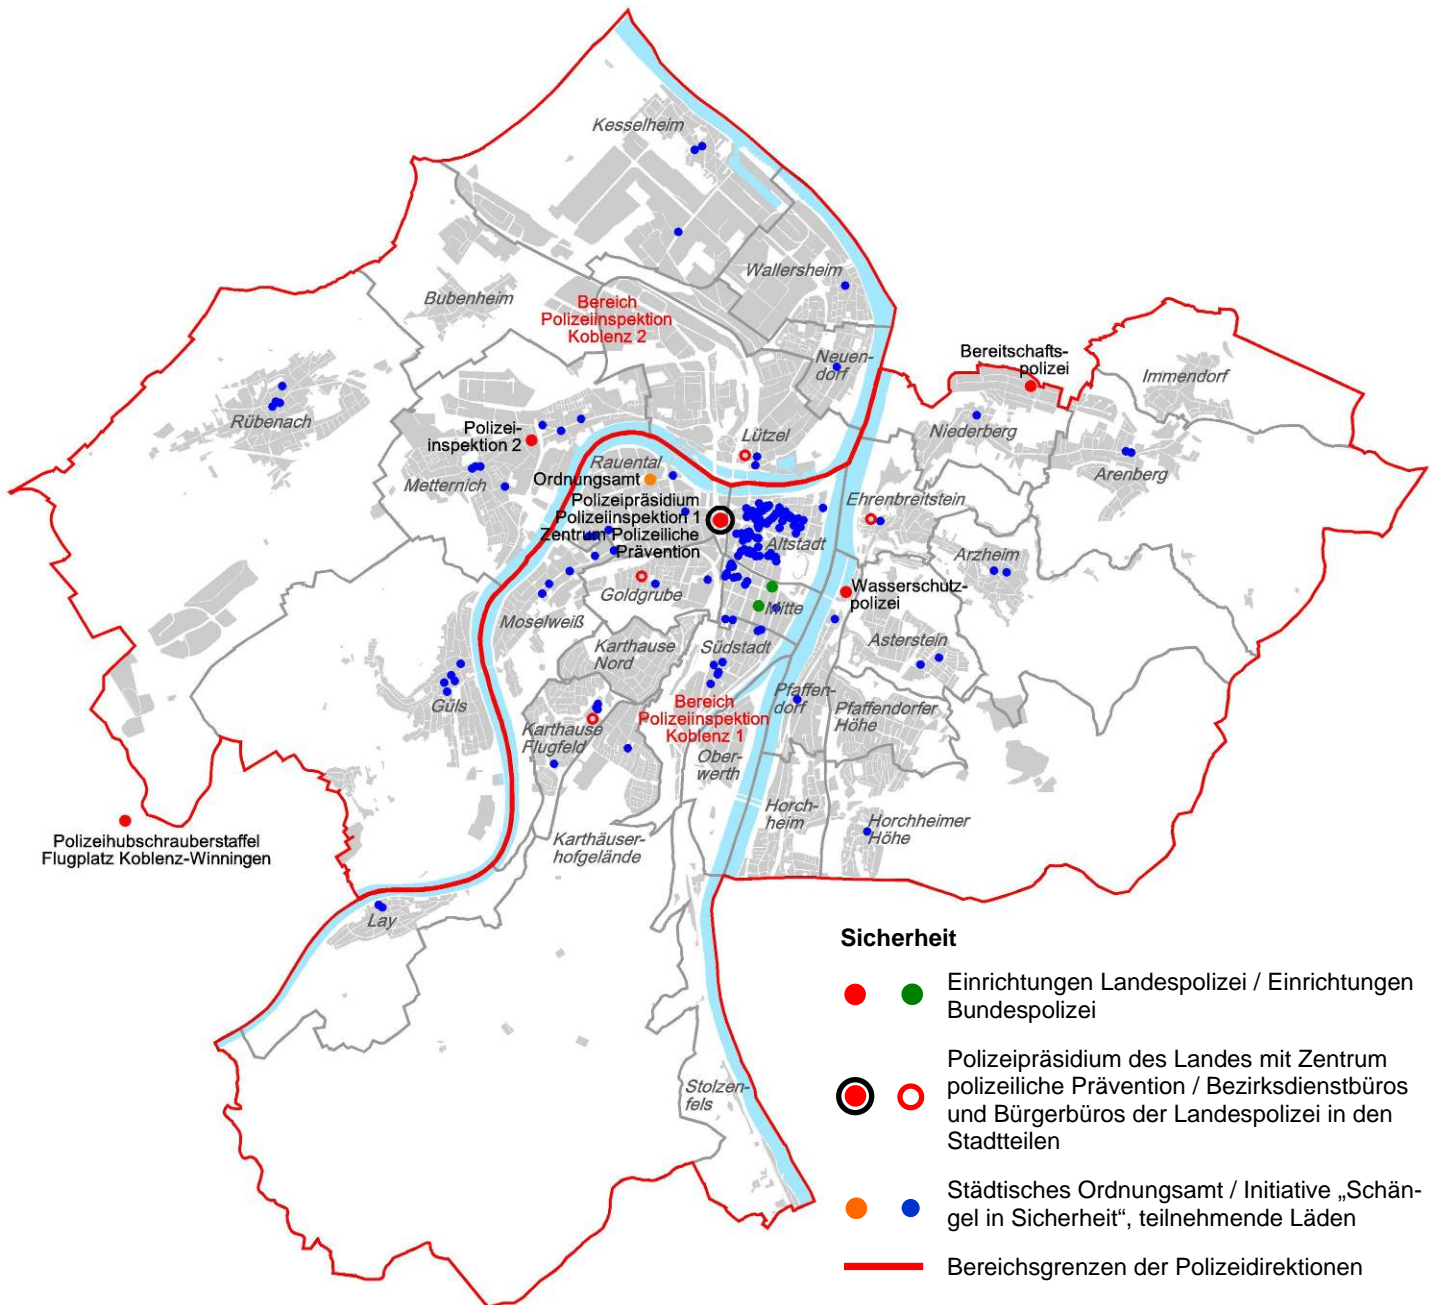 Kesselheim
Wallersheim
Bubenheim
Bereich
Polizeiinspektion
Koblenz 2
Neuen-
dorf
Bereitschafts-
polizei
Immendorf
Rübenach
Polizei-
inspektion 2
Lützel
Niederberg
Arenberg
Metternich
Rauental
Ordnungsamt
Polizeipräsidium
Polizeiinspektion 1
Zentrum Polizeiliche
Prävention
Ehrenbreitstein
Altstadt
Arzheim
Goldgrube
Moselweiß
Mitte
Wasserschutz-
polizei
Karthause
Nord
Südstadt
Asterstein
Güls
Karthause
Flugfeld
Bereich
Polizeiinspektion
Koblenz 1
Pfaffen-
dorf
Pfaffendorfer
Höhe
Ober-
werth
Horch-
heim
Horchheimer
Höhe
Polizeihubschrauberstaffel
Flugplatz Koblenz-Winningen
Karthäuser-
hofgelände
Lay
Stolzen-
fels
Sicherheit
Einrichtungen Landespolizei / Einrichtungen
Bundespolizei
Polizeipräsidium des Landes mit Zentrum
polizeiliche Prävention / Bezirksdienstbüros
und Bürgerbüros der Landespolizei in den
Stadtteilen
Städtisches Ordnungsamt / Initiative „Schän-
gel in Sicherheit“, teilnehmende Läden
Bereichsgrenzen der Polizeidirektionen